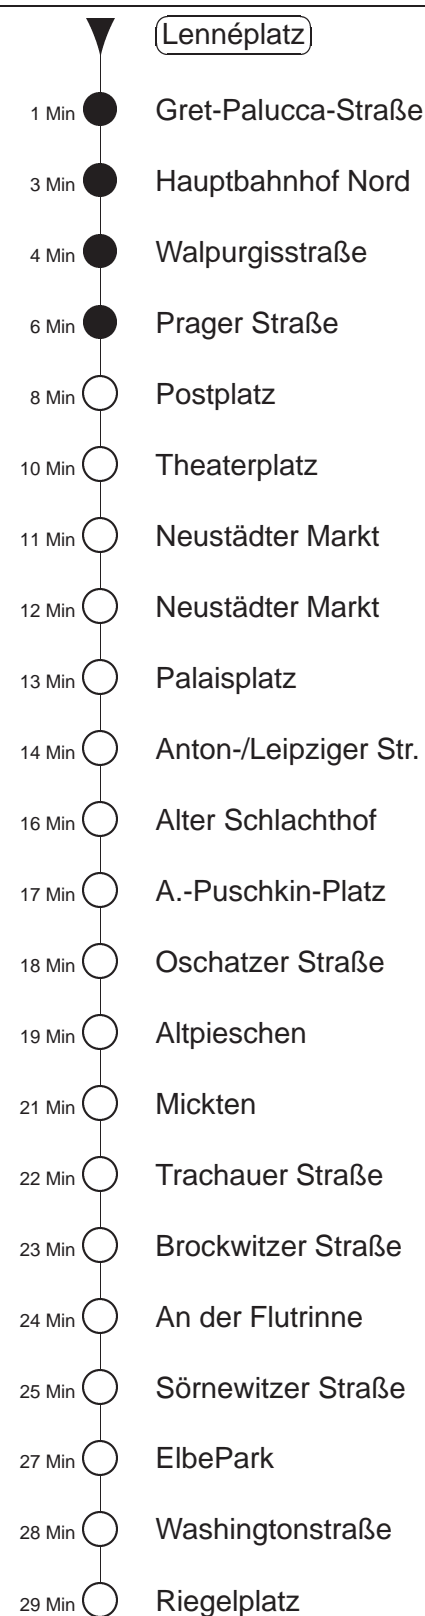 Lennéplatz
1 Min Gret-Palucca-Straße
3 Min Hauptbahnhof Nord
4 Min Walpurgisstraße
6 Min Prager Straße
8 Min Postplatz
10 Min Theaterplatz
11 Min Neustädter Markt
12 Min Neustädter Markt
13 Min Palaisplatz
14 Min Anton-/Leipziger Str.
16 Min Alter Schlachthof
17 Min A.-Puschkin-Platz
18 Min Oschatzer Straße
19 Min Altpieschen
21 Min Mickten
22 Min Trachauer Straße
23 Min Brockwitzer Straße
24 Min An der Flutrinne
25 Min Sörnewitzer Straße
27 Min ElbePark
28 Min Washingtonstraße
29 Min Riegelplatz